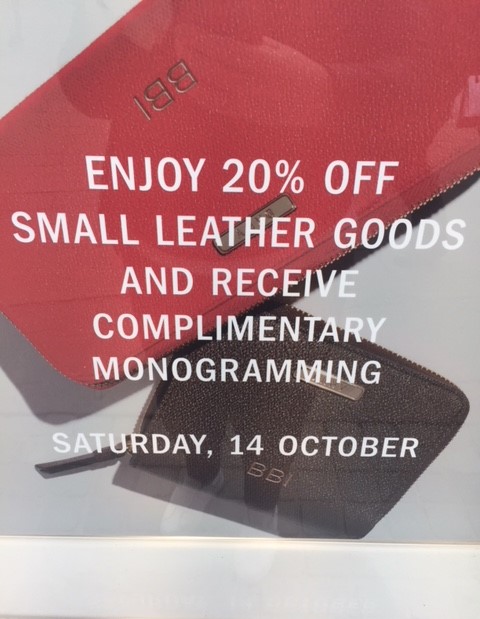 BBI
ENJOY 20% OFF
SMALL LEATHER GOODS
AND RECEIVE
COMPLIMENTARY
MONOGRAMMING
SATURDAY, 14 OCTOBER
BBI